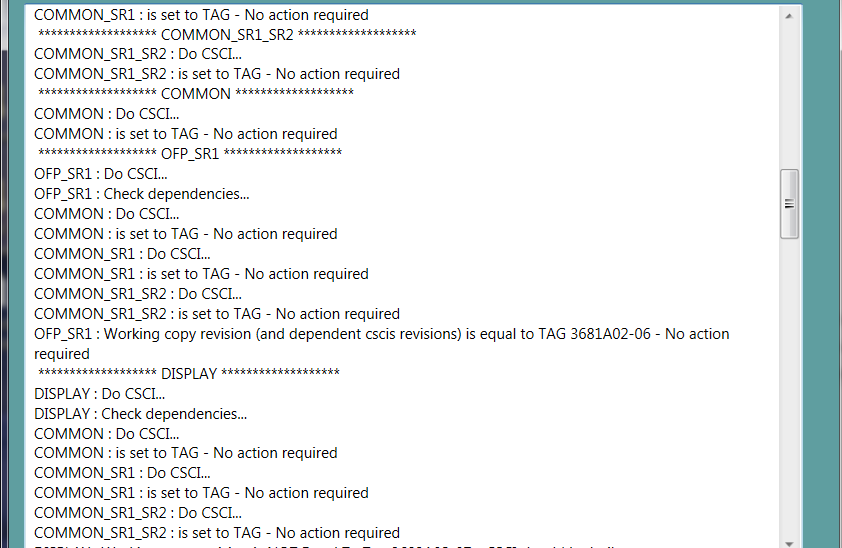 COMMON_SR1 : is set to TAG - No action required
******************* COMMON_SR1_SR2 *******************
COMMON_SR1_SR2 : Do CSCI...
COMMON_SR1_SR2 : is set to TAG - No action required
******************* COMMON *******************
COMMON : Do CSCI...
COMMON : is set to TAG - No action required
******************* OFP_SR1 *******************
OFP_SR1 : Do CSCI...
OFP_SR1 : Check dependencies...
COMMON : Do CSCI...
COMMON : is set to TAG - No action required
COMMON_SR1 : Do CSCI...
COMMON_SR1 : is set to TAG - No action required
COMMON_SR1_SR2 : Do CSCI...
COMMON_SR1_SR2 : is set to TAG - No action required
OFP_SR1 : Working copy revision (and dependent cscis revisions) is equal to TAG 3681A02-06 - No action
required
******************* DISPLAY *******************
DISPLAY : Do CSCI...
DISPLAY : Check dependencies...
COMMON : Do CSCI...
COMMON : is set to TAG - No action required
COMMON_SR1 : Do CSCI...
COMMON_SR1 : is set to TAG - No action required
COMMON_SR1_SR2 : Do CSCI...
COMMON_SR1_SR2 : is set to TAG - No action required